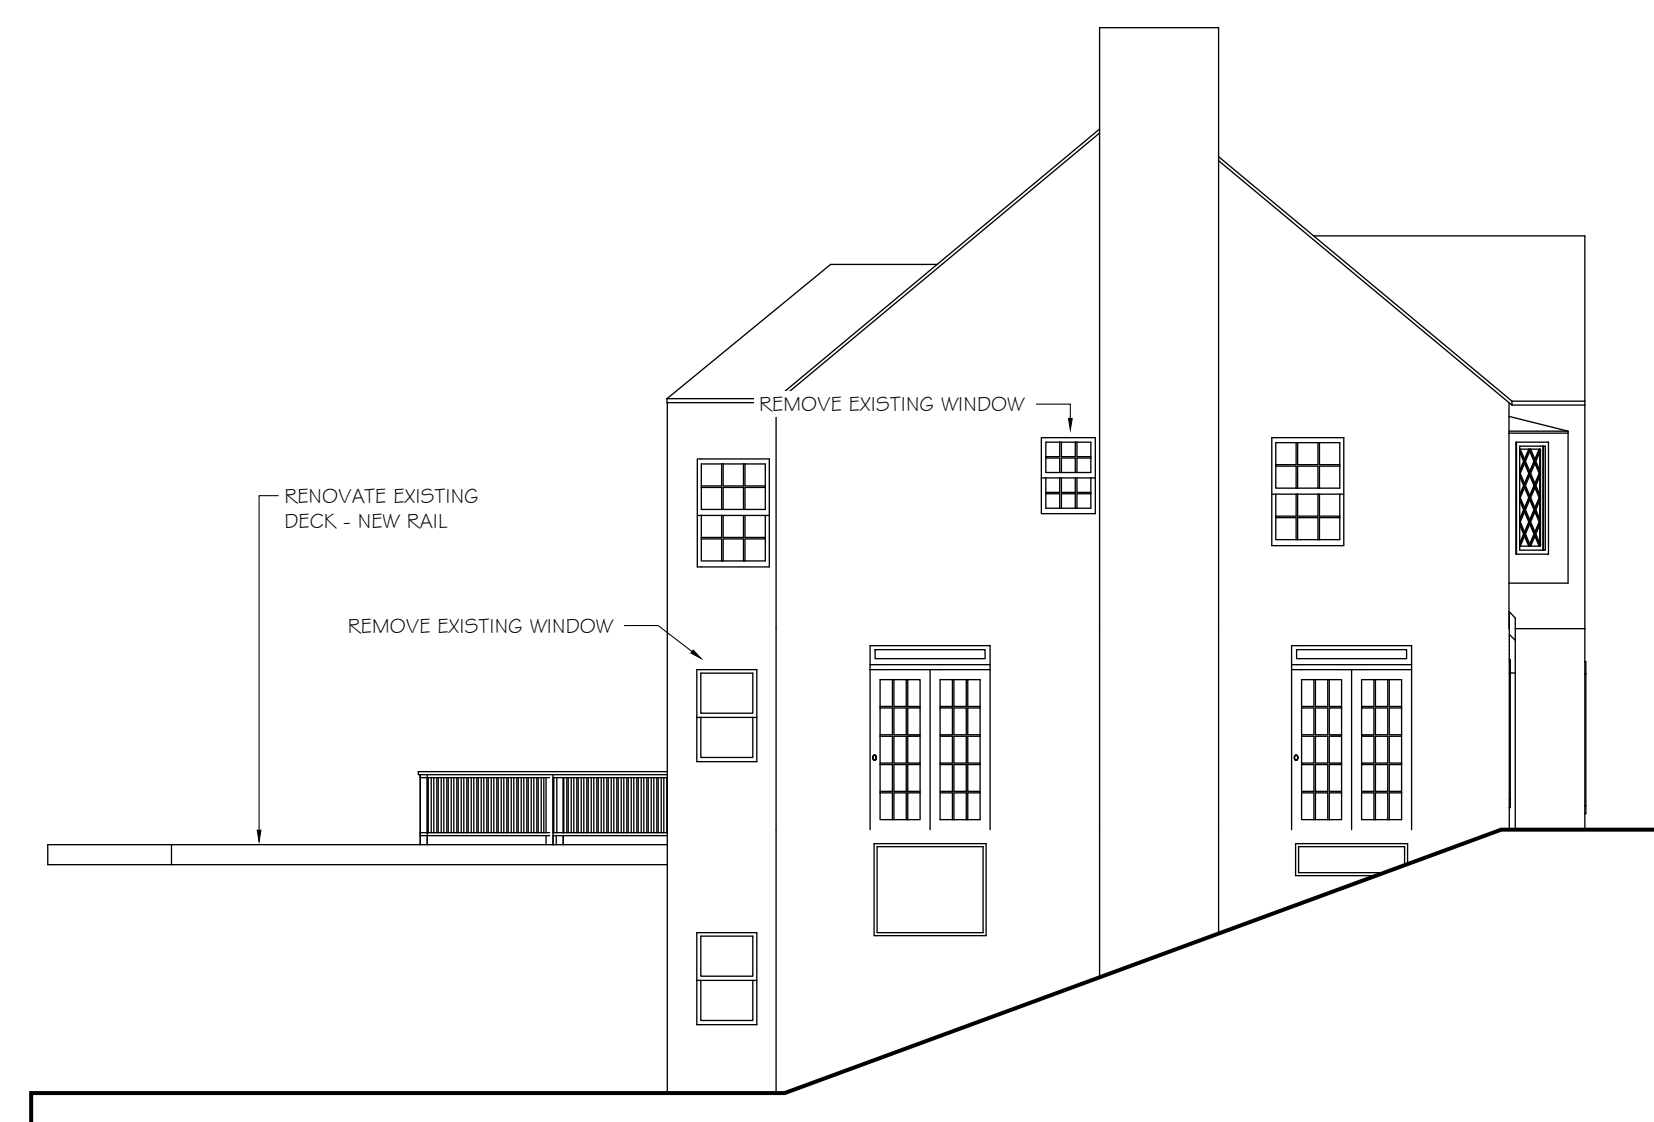 REMOVE EXISTING WINDOW
RENOVATE EXISTING
DECK - NEW RAIL
REMOVE EXISTING WINDOW